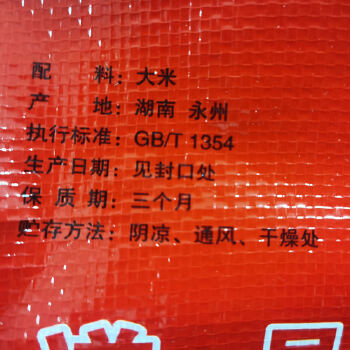 配 料：大米
产 地：湖南 永州
执行标准：GB/T 1354
生产日期：见封口处
保 质 期：三个月
贮存方法：阴凉、通风、干燥处